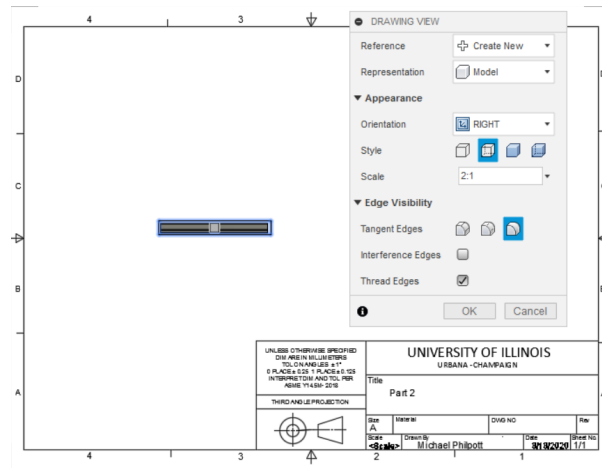 4
3
DRAWING VIEW
Reference Create New
Representation Model
D
Appearance
Orientation RIGHT
Style
C
Scale 2:1
Edge Visibility
Tangent Edges
Interference Edges
B
Thread Edges
OK Cancel
UNLESS OTHERWISE SPECIFIED
DIM ARE IN MILLIMETERS
TOL ON ANGLES ± 1°
0 PLACE ± 0.25 1 PLACE ± 0.125
INTERPRET DIM AND TOL PER
ASME Y14.5M- 2018
THIRD ANGLE PROJECTION
UNIVERSITY OF ILLINOIS
URBANA - CHAMPAIGN
A
Title
Part 2
Size Material DWG NO Rev
A
Scale Drawn By Date Sheet No.
<Scale> Michael Philpott 8/18/2020 1/1
4
3
2
1